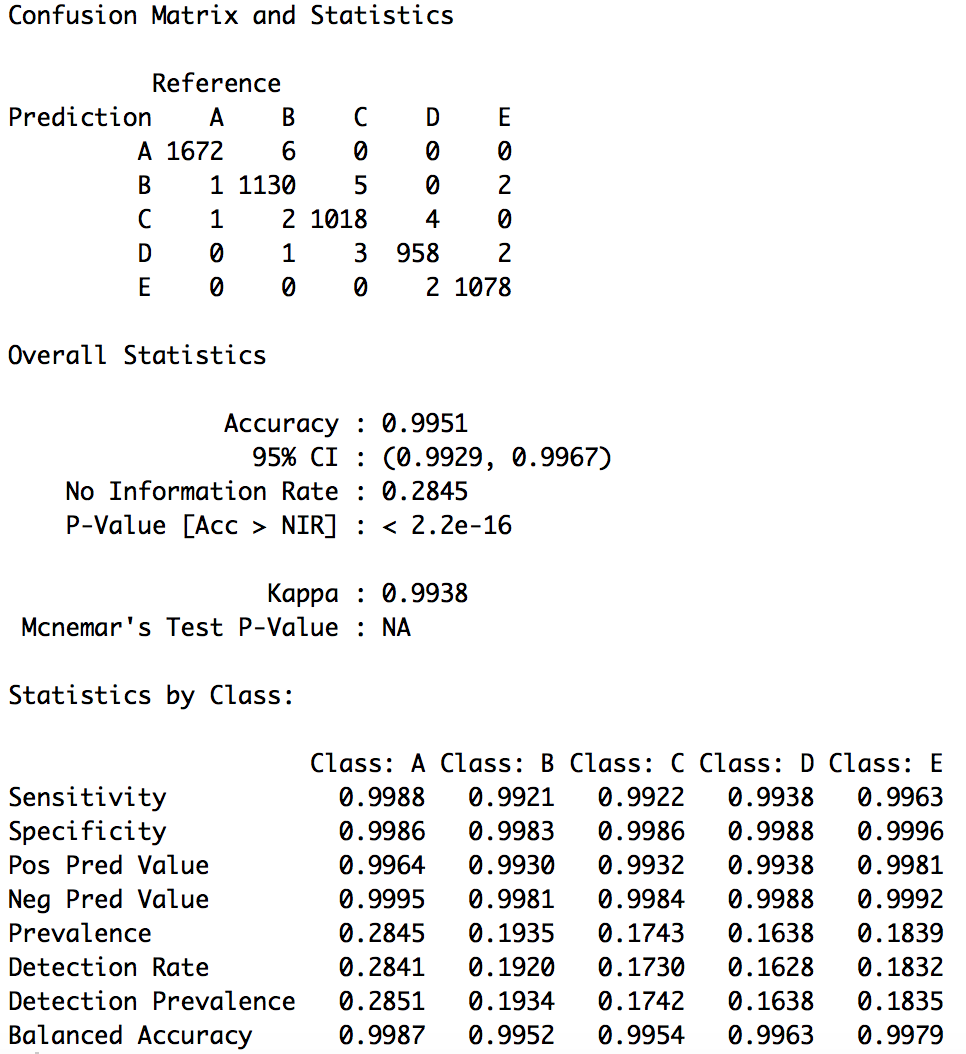 Confusion Matrix and Statistics

          Reference
Prediction    A    B    C    D    E
         A 1672    6    0    0    0
         B    1 1130    5    0    2
         C    1    2 1018    4    0
         D    0    1    3  958    2
         E    0    0    0    2 1078

Overall Statistics

               Accuracy : 0.9951
                 95% CI : (0.9929, 0.9967)
    No Information Rate : 0.2845
    P-Value [Acc > NIR] : < 2.2e-16

                  Kappa : 0.9938
 Mcnemar's Test P-Value : NA

Statistics by Class:

                     Class: A Class: B Class: C Class: D Class: E
Sensitivity            0.9988   0.9921   0.9922   0.9938   0.9963
Specificity            0.9986   0.9983   0.9986   0.9988   0.9996
Pos Pred Value         0.9964   0.9930   0.9932   0.9938   0.9981
Neg Pred Value         0.9995   0.9981   0.9984   0.9988   0.9992
Prevalence             0.2845   0.1935   0.1743   0.1638   0.1839
Detection Rate         0.2841   0.1920   0.1730   0.1628   0.1832
Detection Prevalence   0.2851   0.1934   0.1742   0.1638   0.1835
Balanced Accuracy      0.9987   0.9952   0.9954   0.9963   0.9979